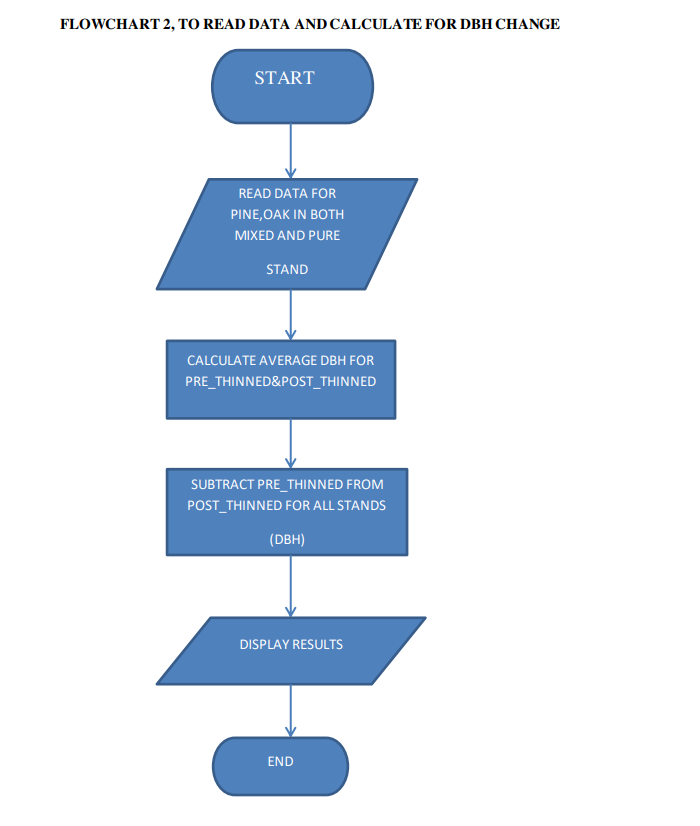 FLOWCHART 2, TO READ DATA AND CALCULATE FOR DBH CHANGE
START
READ DATA FOR
PINE,OAK IN BOTH
MIXED AND PURE
STAND
CALCULATE AVERAGE DBH FOR
PRE_THINNED&POST_THINNED
SUBTRACT PRE_THINNED FROM
POST_THINNED FOR ALL STANDS
(DBH)
DISPLAY RESULTS
END